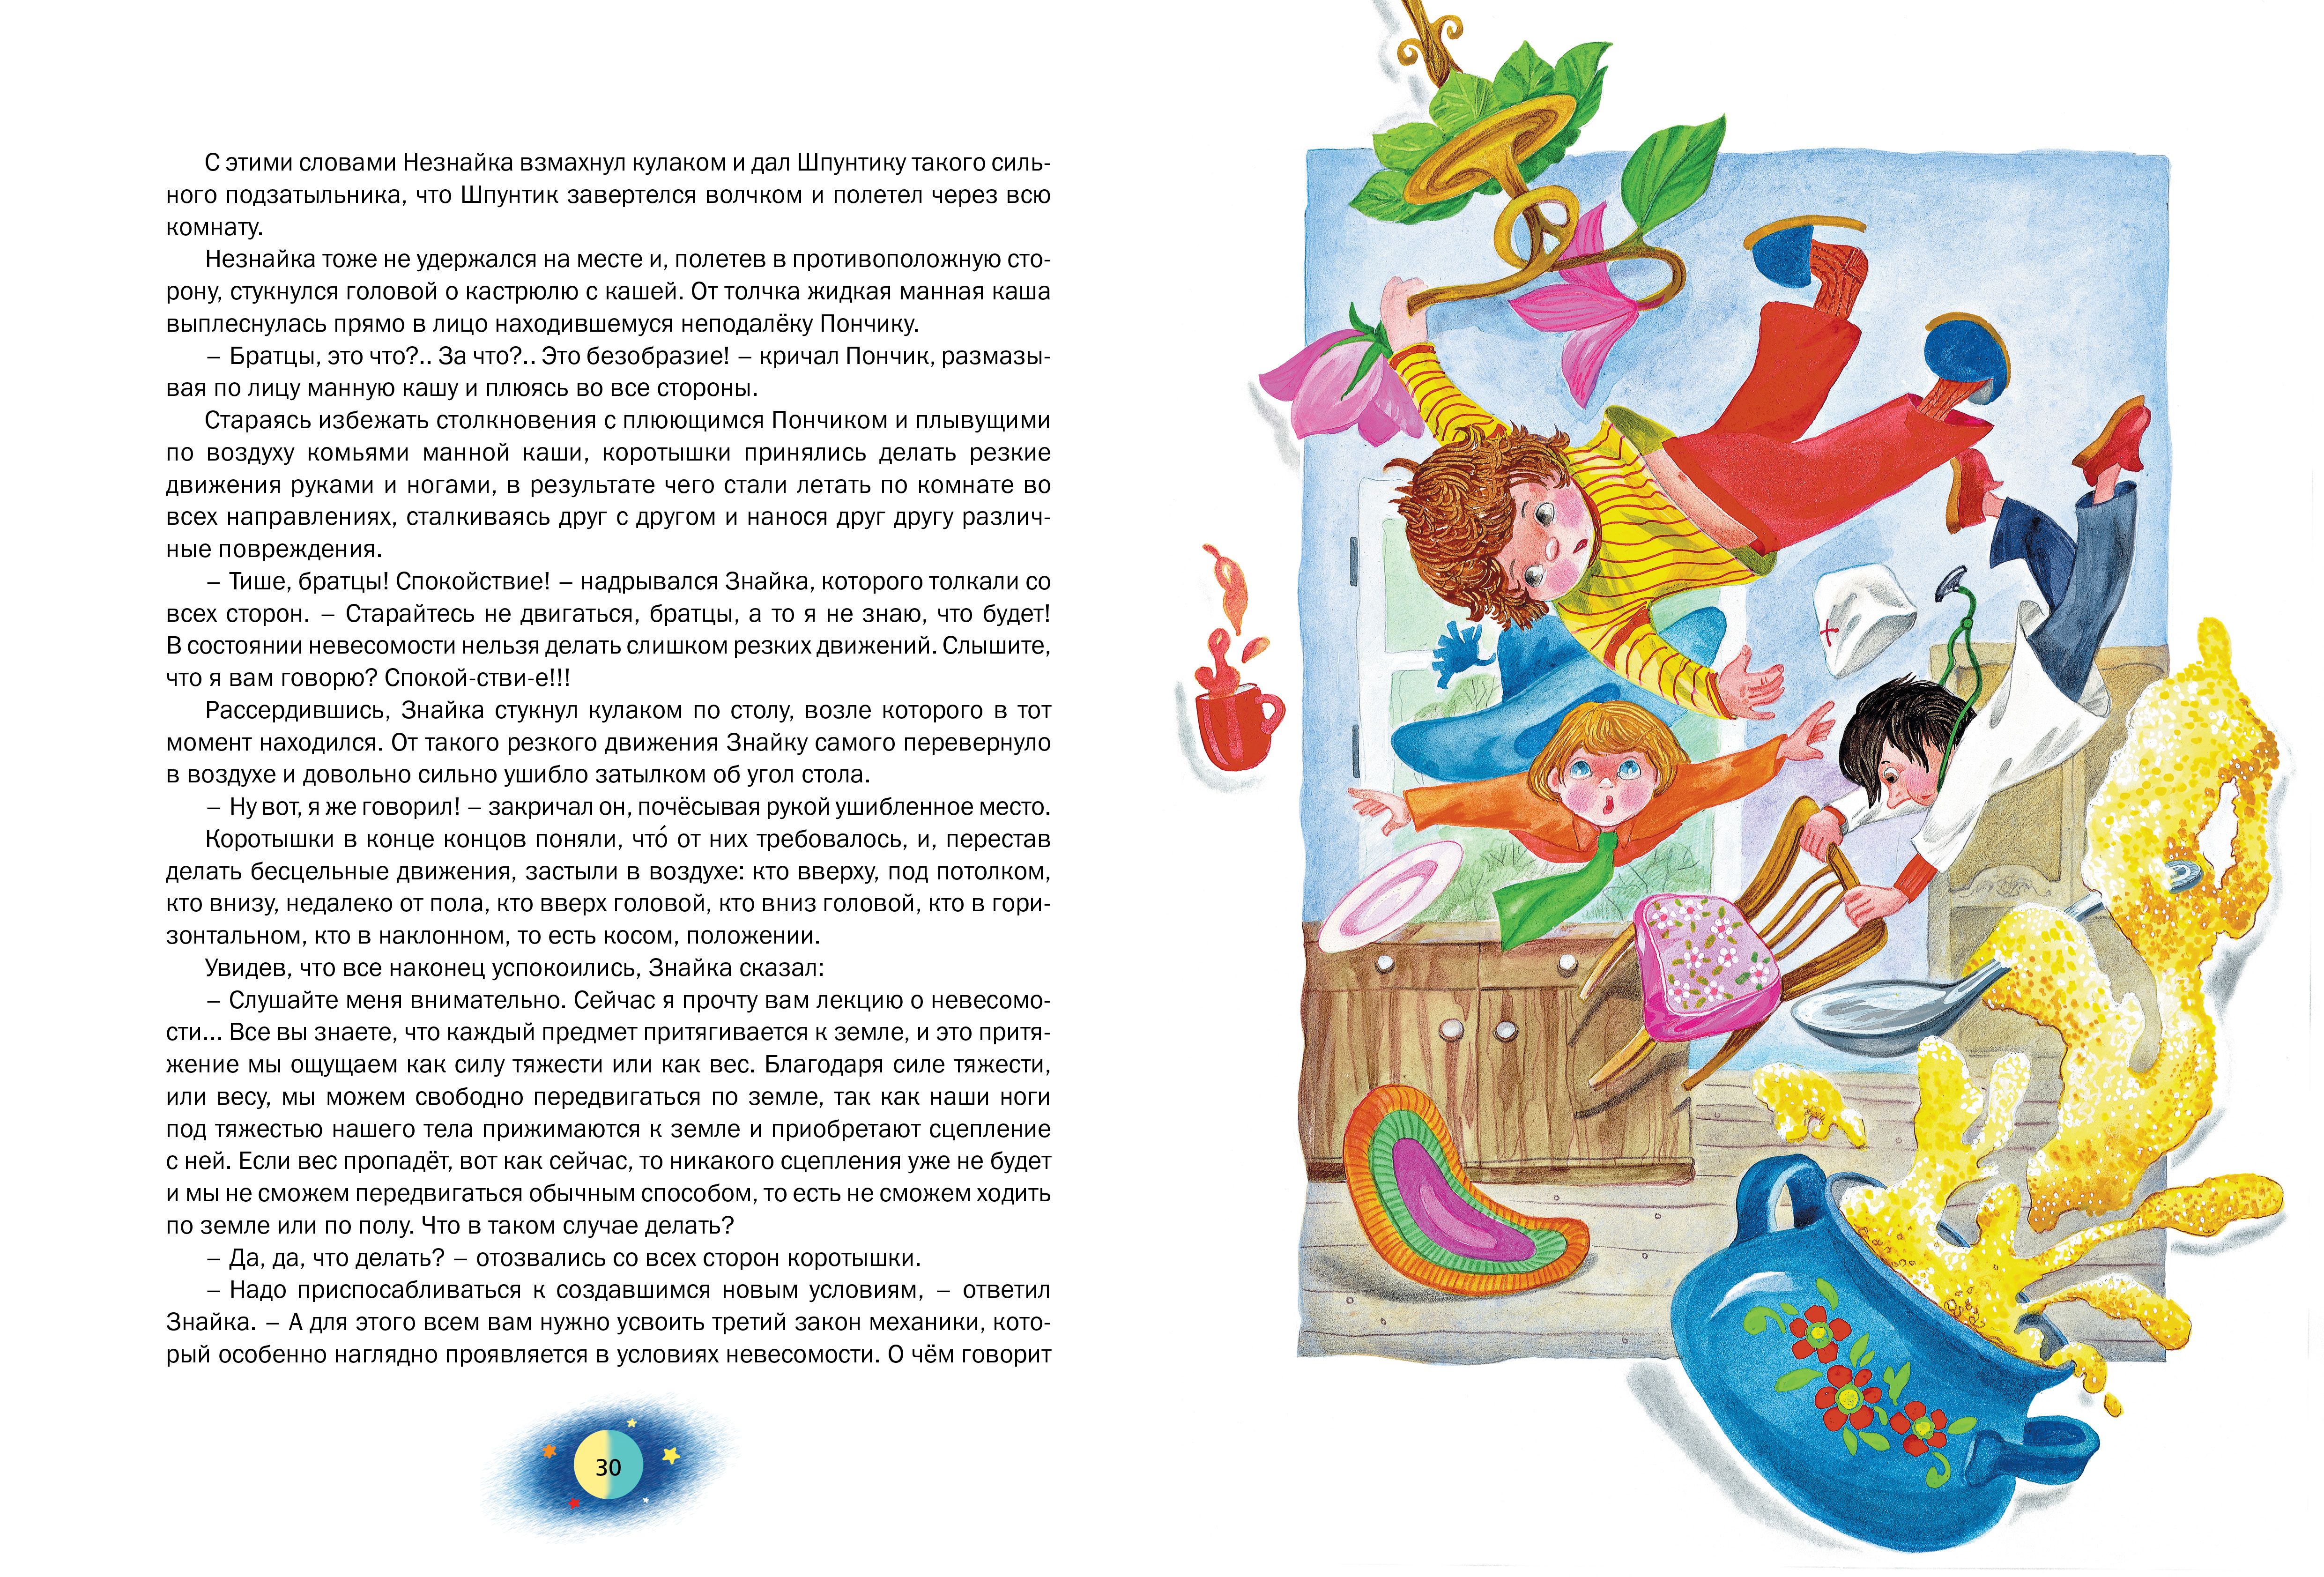 С этими словами Незнайка взмахнул кулаком и дал Шпунтику такого силь-
ного подзатыльника, что Шпунтик завертелся волчком и полетел через всю
комнату.
Незнайка тоже не удержался на месте и, полетев в противоположную сто-
рону, стукнулся головой о кастрюлю с кашей. От толчка жидкая манная каша
выплеснулась прямо в лицо находившемуся неподалёку Пончику.
– Братцы, это что?.. За что?.. Это безобразие! – кричал Пончик, размазы-
вая по лицу манную кашу и плюясь во все стороны.
Стараясь избежать столкновения с плюющимся Пончиком и плывущими
по воздуху комьями манной каши, коротышки принялись делать резкие
движения руками и ногами, в результате чего стали летать по комнате во
всех направлениях, сталкиваясь друг с другом и нанося друг другу различ-
ные повреждения.
– Тише, братцы! Спокойствие! – надрывался Знайка, которого толкали со
всех сторон. – Старайтесь не двигаться, братцы, а то я не знаю, что будет!
В состоянии невесомости нельзя делать слишком резких движений. Слышите,
что я вам говорю? Спокой-стви-е!!!
Рассердившись, Знайка стукнул кулаком по столу, возле которого в тот
момент находился. От такого резкого движения Знайку самого перевернуло
в воздухе и довольно сильно ушибло затылком об угол стола.
– Ну вот, я же говорил! – закричал он, почёсывая рукой ушибленное место.
Коротышки в конце концов поняли, что́ от них требовалось, и, перестав
делать бесцельные движения, застыли в воздухе: кто вверху, под потолком,
кто внизу, недалеко от пола, кто вверх головой, кто вниз головой, кто в гори-
зонтальном, кто в наклонном, то есть косом, положении.
Увидев, что все наконец успокоились, Знайка сказал:
– Слушайте меня внимательно. Сейчас я прочту вам лекцию о невесомо-
сти... Все вы знаете, что каждый предмет притягивается к земле, и это притя-
жение мы ощущаем как силу тяжести или как вес. Благодаря силе тяжести,
или весу, мы можем свободно передвигаться по земле, так как наши ноги
под тяжестью нашего тела прижимаются к земле и приобретают сцепление
с ней. Если вес пропадёт, вот как сейчас, то никакого сцепления уже не будет
и мы не сможем передвигаться обычным способом, то есть не сможем ходить
по земле или по полу. Что в таком случае делать?
– Да, да, что делать? – отозвались со всех сторон коротышки.
– Надо приспосабливаться к создавшимся новым условиям, – ответил
Знайка. – А для этого всем вам нужно усвоить третий закон механики, кото-
рый особенно наглядно проявляется в условиях невесомости. О чём говорит
30